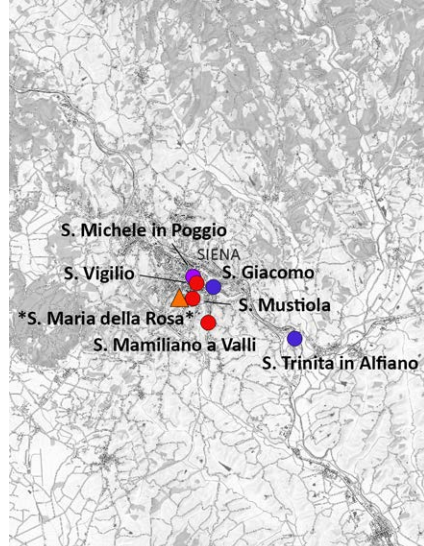 S. Michele in Poggio
SIENA
S. Vigilio
S. Giacomo
S. Mustiola
*S. Maria della Rosa*
S. Mamiliano a Valli
S. Trinita in Alfiano